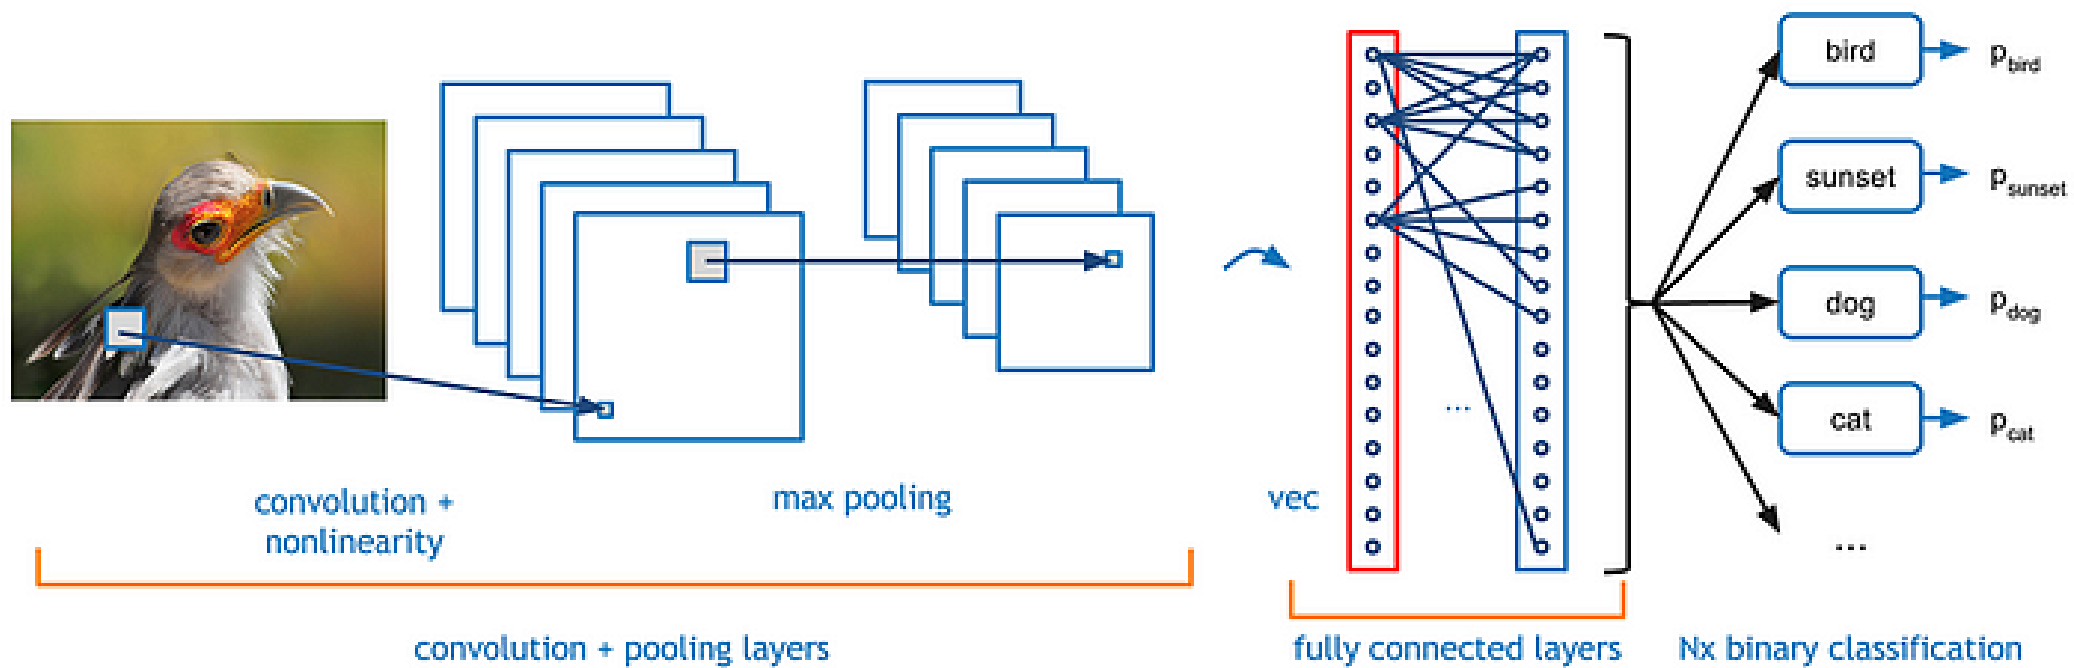 convolution +
nonlinearity
max pooling
vec
convolution + pooling layers
fully connected layers
Nx binary classification
bird
p_bird
sunset
p_sunset
dog
p_dog
cat
p_cat
...
...